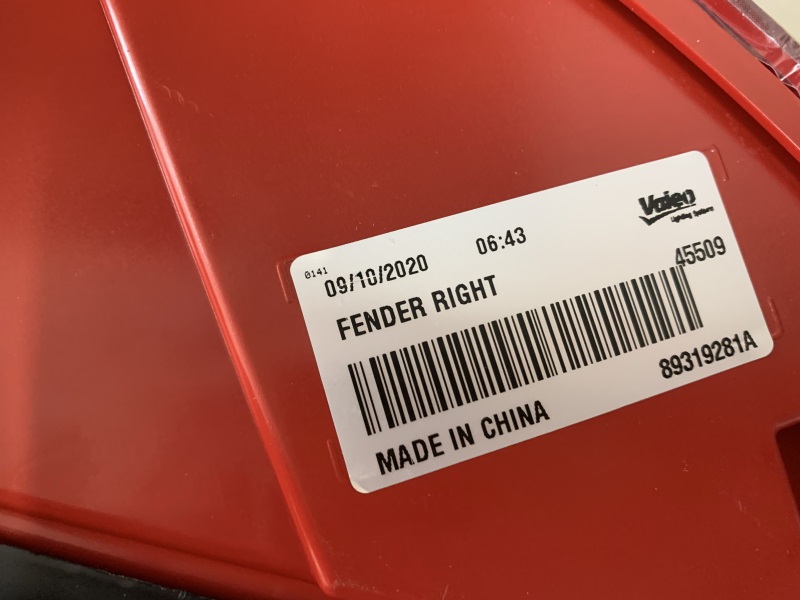 Valeo
Lighting Systems
0141 09/10/2020 06:43
45509
FENDER RIGHT
89319281A
MADE IN CHINA